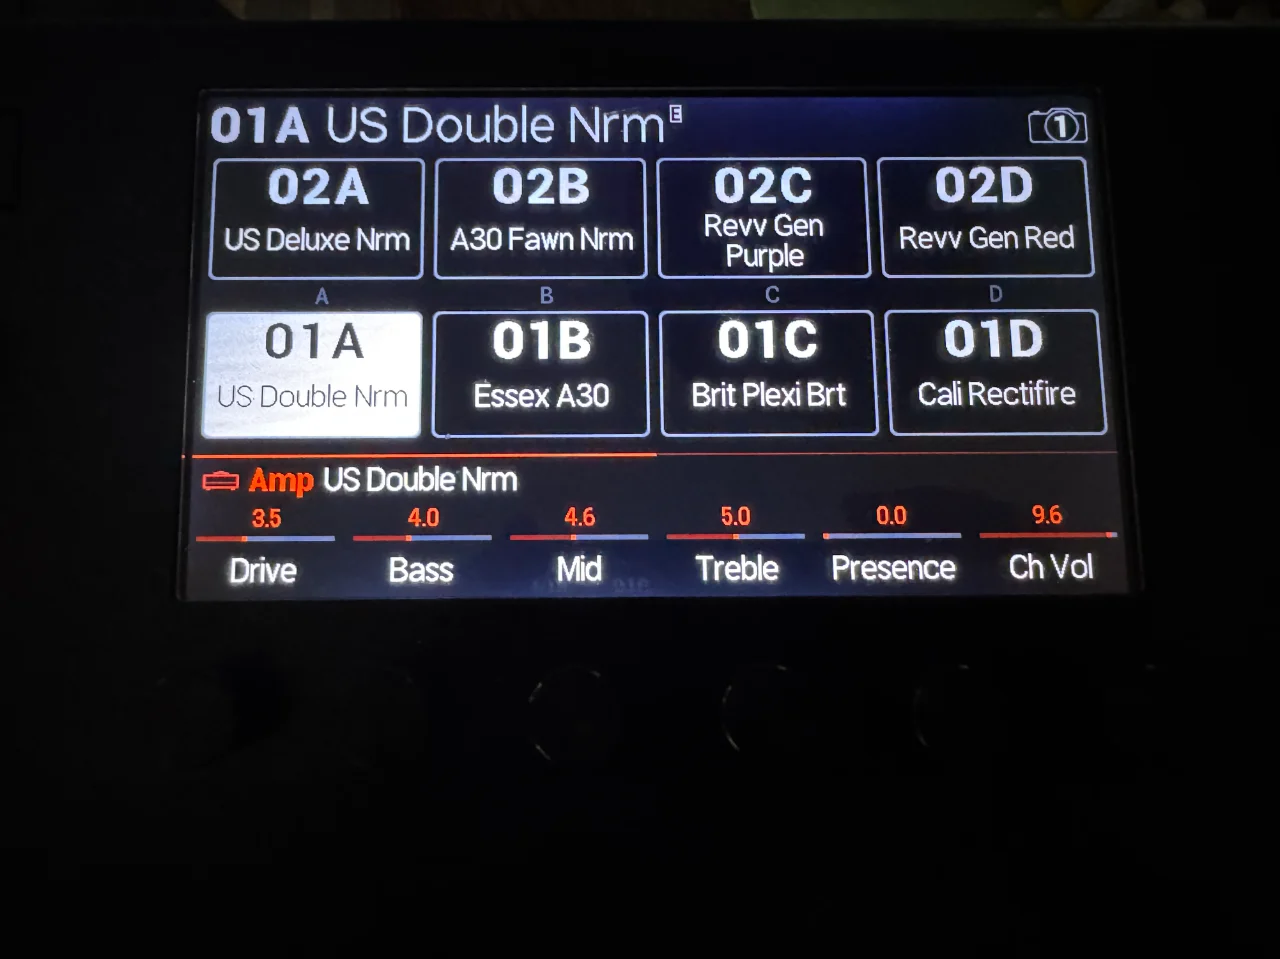 01A US Double Nrm E 1
02A 02B 02C 02D
US Deluxe Nrm A30 Fawn Nrm Revv Gen Revv Gen Red
Purple
A B C D
01A 01B 01C 01D
US Double Nrm Essex A30 Brit Plexi Brt Cali Rectifire
Amp US Double Nrm
3.5 4.0 4.6 5.0 0.0 9.6
Drive Bass Mid Treble Presence Ch Vol